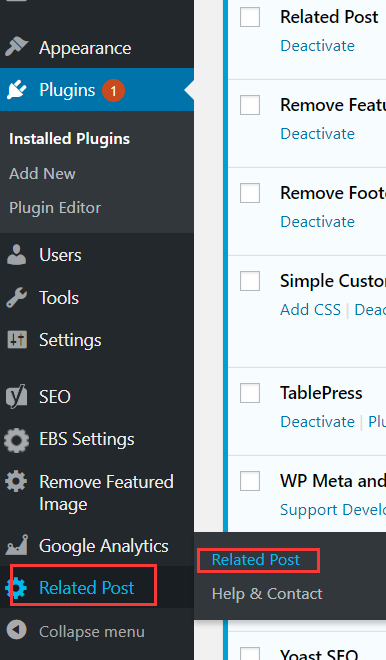 Appearance
Plugins 1
Installed Plugins
Add New
Plugin Editor
Users
Tools
Settings
SEO
EBS Settings
Remove Featured
Image
Google Analytics
Related Post
Collapse menu
Related Post
Deactivate
Remove Featu
Deactivate
Remove Foot
Deactivate
Simple Custo
Add CSS | Deac
TablePress
Deactivate | Plu
WP Meta and
Support Develo
Related Post
Help & Contact
Yoast SEO